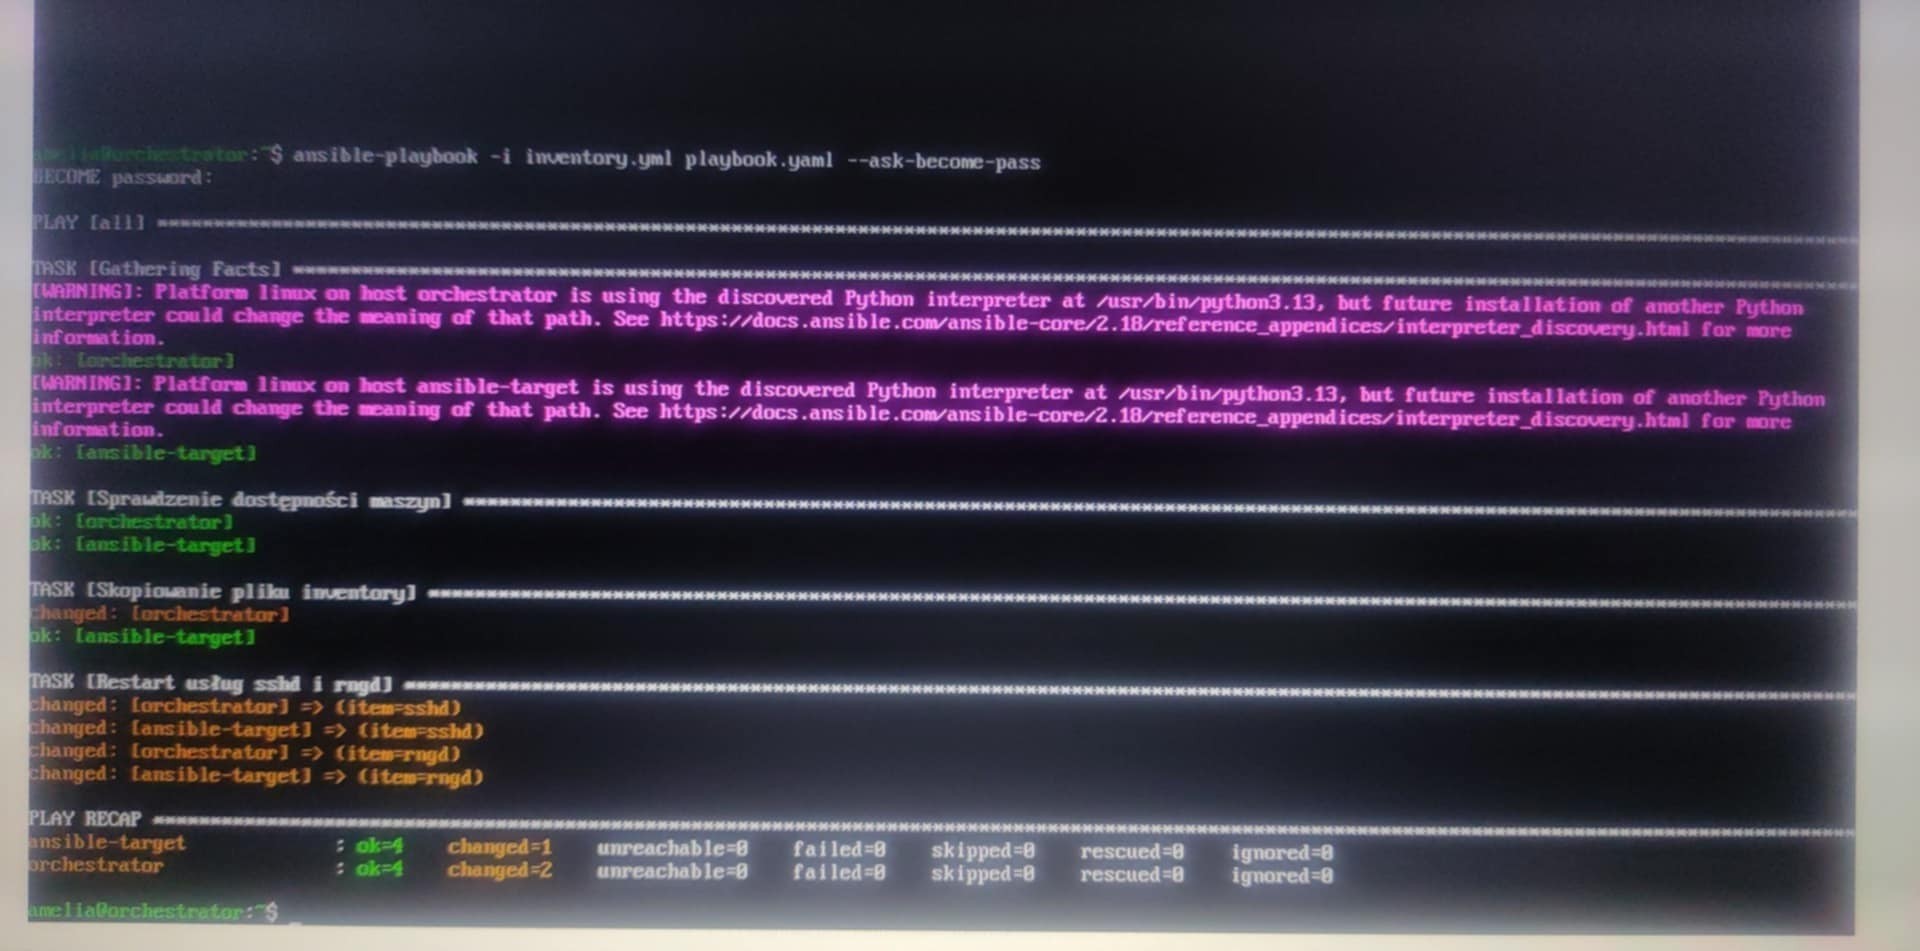 amelia@orchestrator:~$ ansible-playbook -i inventory.yml playbook.yaml --ask-become-pass
BECOME password:
PLAY [all] ****************************************************************
TASK [Gathering Facts] ****************************************************************
[WARNING]: Platform linux on host orchestrator is using the discovered Python interpreter at /usr/bin/python3.13, but future installation of another Python
interpreter could change the meaning of that path. See https://docs.ansible.com/ansible-core/2.18/reference_appendices/interpreter_discovery.html for more
information.
ok: [orchestrator]
[WARNING]: Platform linux on host ansible-target is using the discovered Python interpreter at /usr/bin/python3.13, but future installation of another Python
interpreter could change the meaning of that path. See https://docs.ansible.com/ansible-core/2.18/reference_appendices/interpreter_discovery.html for more
information.
ok: [ansible-target]
TASK [Sprawdzenie dostępności maszyn] ****************************************************************
ok: [orchestrator]
ok: [ansible-target]
TASK [Skopiowanie pliku inventory] ****************************************************************
changed: [orchestrator]
ok: [ansible-target]
TASK [Restart usług sshd i rngd] ****************************************************************
changed: [orchestrator] => (item=sshd)
changed: [ansible-target] => (item=sshd)
changed: [orchestrator] => (item=rngd)
changed: [ansible-target] => (item=rngd)
PLAY RECAP ****************************************************************
ansible-target : ok=4 changed=1 unreachable=0 failed=0 skipped=0 rescued=0 ignored=0
orchestrator : ok=4 changed=2 unreachable=0 failed=0 skipped=0 rescued=0 ignored=0
amelia@orchestrator:~$